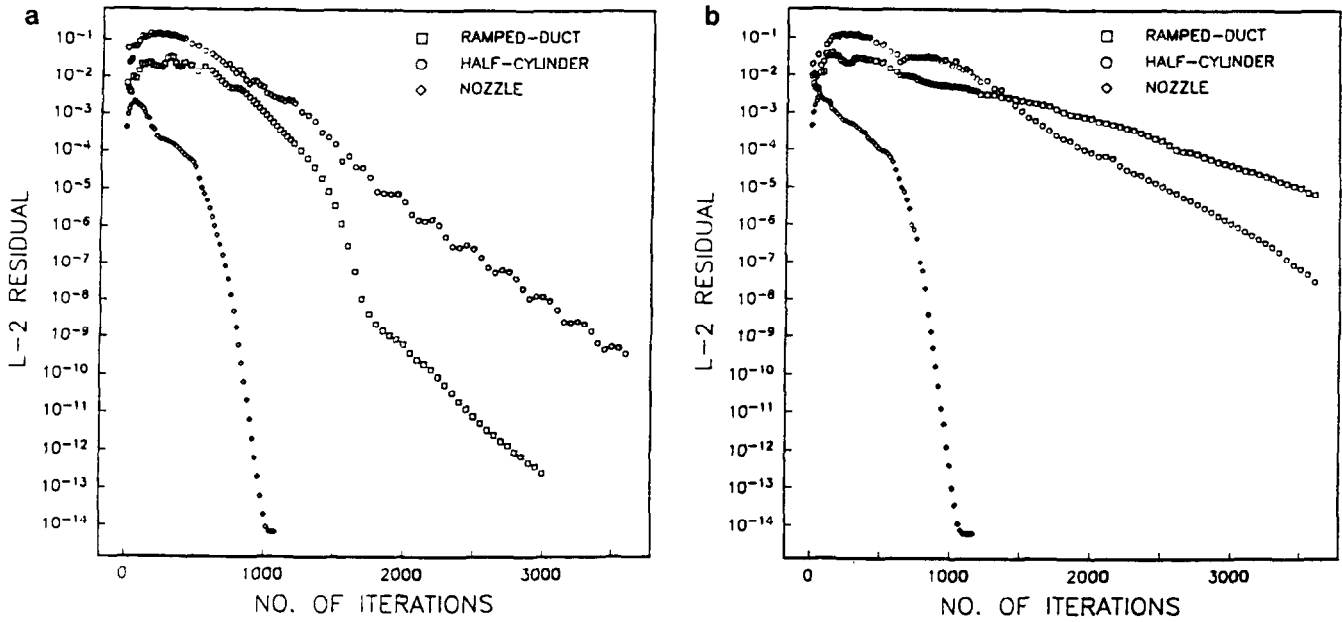 a
RAMPED-DUCT
HALF-CYLINDER
NOZZLE
L-2 RESIDUAL
10⁻¹
10⁻²
10⁻³
10⁻⁴
10⁻⁵
10⁻⁶
10⁻⁷
10⁻⁸
10⁻⁹
10⁻¹⁰
10⁻¹¹
10⁻¹²
10⁻¹³
10⁻¹⁴
0 1000 2000 3000
NO. OF ITERATIONS
b
RAMPED-DUCT
HALF-CYLINDER
NOZZLE
L-2 RESIDUAL
10⁻¹
10⁻²
10⁻³
10⁻⁴
10⁻⁵
10⁻⁶
10⁻⁷
10⁻⁸
10⁻⁹
10⁻¹⁰
10⁻¹¹
10⁻¹²
10⁻¹³
10⁻¹⁴
0 1000 2000 3000
NO. OF ITERATIONS